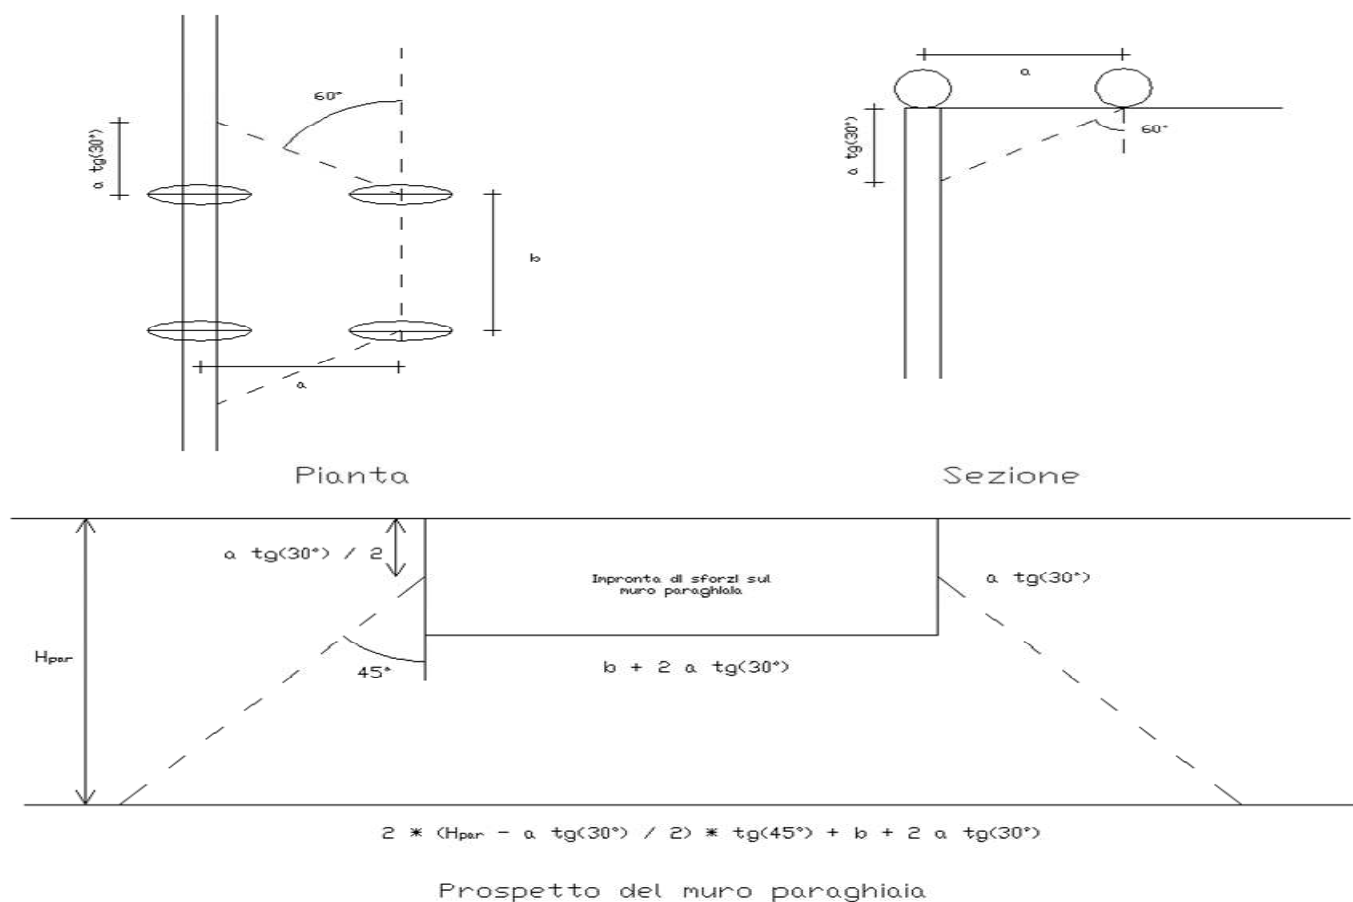 60°
a tg(30°)
b
a
Pianta
a
a tg(30°)
60°
Sezione
a tg(30°) / 2
Impronta di sforzi sul
muro paraghiaia
a tg(30°)
Hpar
45°
b + 2 a tg(30°)
2 * (Hpar - a tg(30°) / 2) * tg(45°) + b + 2 a tg(30°)
Prospetto del muro paraghiaia